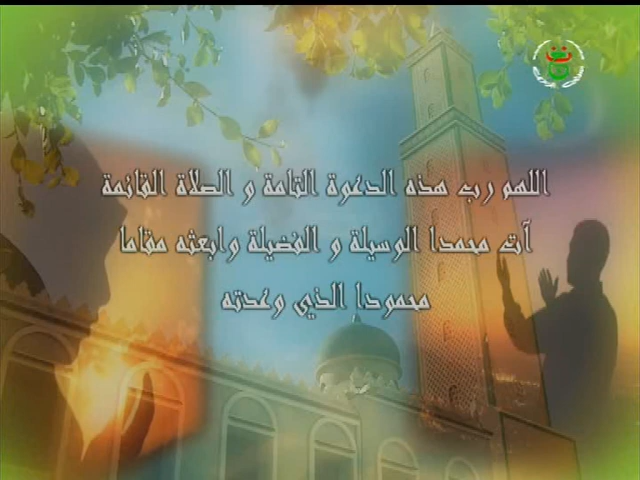 اللهم رب هذه الدعوة التامة و الصلاة القائمة
آت محمدا الوسيلة و الفضيلة وابعثه مقاما
محمودا الذي وعدته